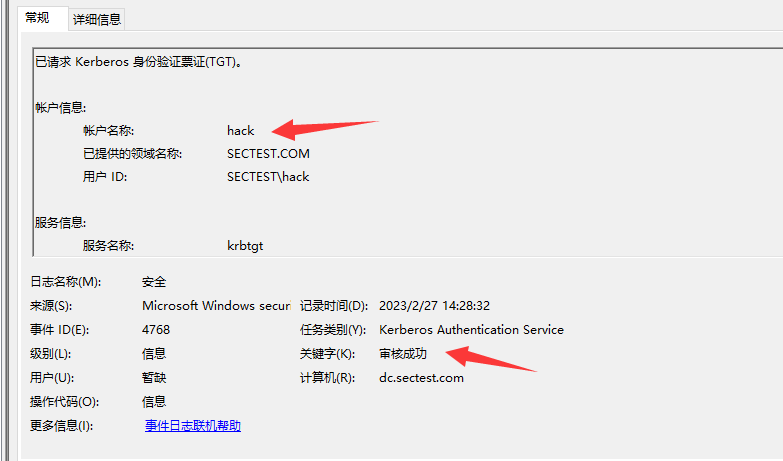 常规 详细信息
已请求 Kerberos 身份验证票证(TGT)。
帐户信息:
帐户名称: hack
已提供的领域名称: SECTEST.COM
用户 ID: SECTEST\hack
服务信息:
服务名称: krbtgt
日志名称(M): 安全
来源(S): Microsoft Windows securi 记录时间(D): 2023/2/27 14:28:32
事件 ID(E): 4768 任务类别(Y): Kerberos Authentication Service
级别(L): 信息 关键字(K): 审核成功
用户(U): 暂缺 计算机(R): dc.sectest.com
操作代码(O): 信息
更多信息(I): 事件日志联机帮助